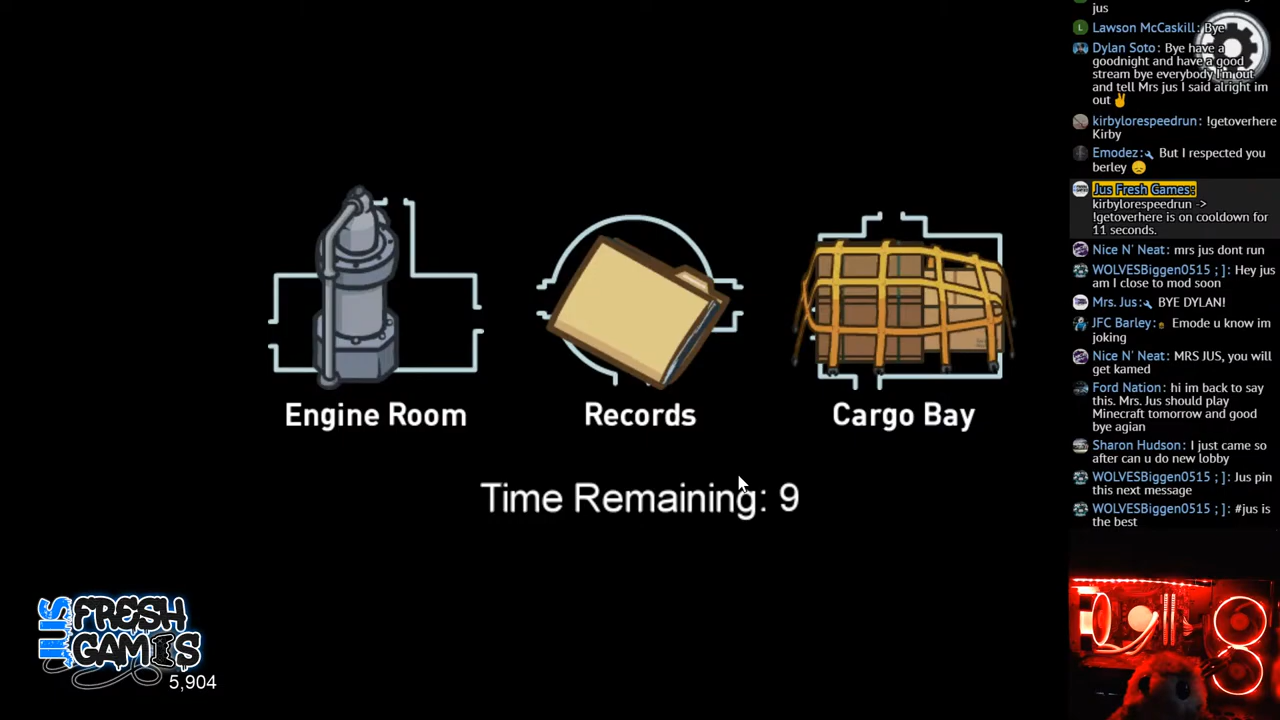 jus
Lawson McCaskill: Bye
Dylan Soto: Bye have a
goodnight and have a good
stream bye everybody I'm out
and tell Mrs jus I said alright im
out ✌
kirbylorespeedrun: !getoverhere
Kirby
Emodez: But I respected you
berley 😞
Jus Fresh Games:
kirbylorespeedrun ->
!getoverhere is on cooldown for
11 seconds.
Nice N' Neat: mrs jus dont run
WOLVESBiggen0515 ; ]: Hey jus
am I close to mod soon
Mrs. Jus: BYE DYLAN!
JFC Barley: Emode u know im
joking
Nice N' Neat: MRS JUS, you will
get kamed
Ford Nation: hi im back to say
this. Mrs. Jus should play
Minecraft tomorrow and good
bye agian
Sharon Hudson: I just came so
after can u do new lobby
WOLVESBiggen0515 ; ]: Jus pin
this next message
WOLVESBiggen0515 ; ]: #jus is
the best
Engine Room
Records
Cargo Bay
Time Remaining: 9
JUS
FRESH
GAMES
5,904